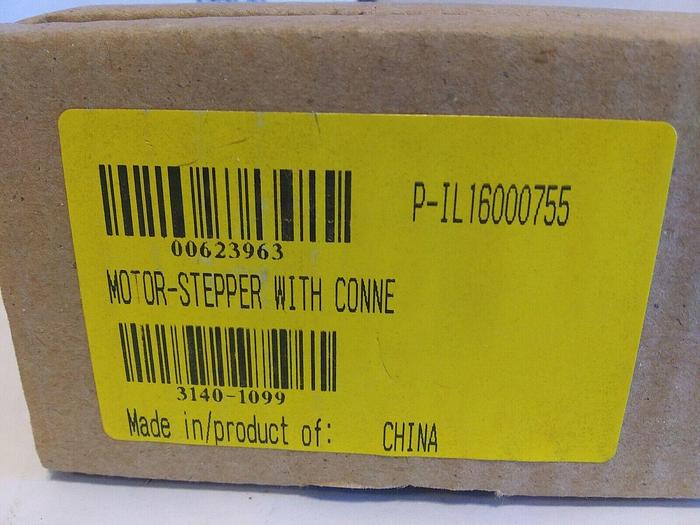 P-IL16000755
00623963
MOTOR-STEPPER WITH CONNE
3140-1099
Made in/product of: CHINA